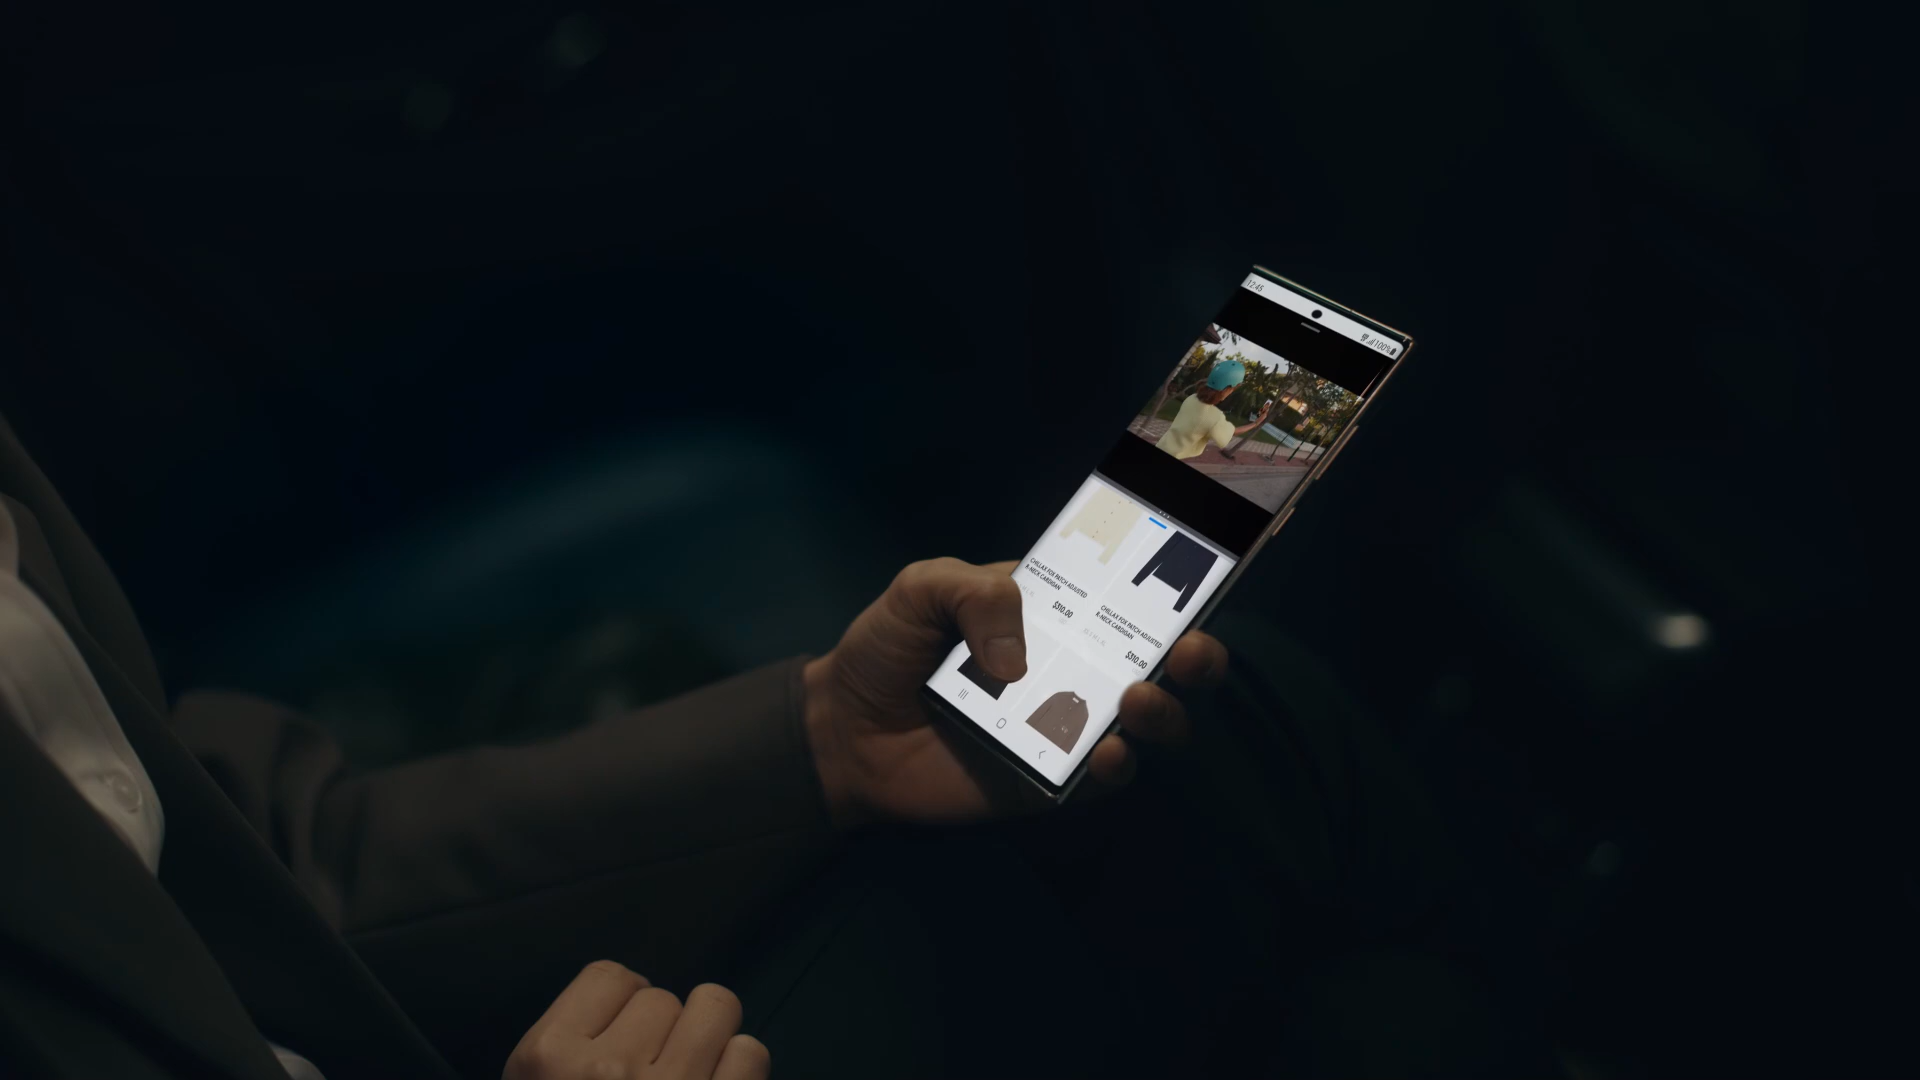 12:45
100%
CHILLAX FOX PATCH ADJUSTED
R-NECK CARDIGAN
$310.00
CHILLAX FOX PATCH ADJUSTED
R-NECK CARDIGAN
$310.00